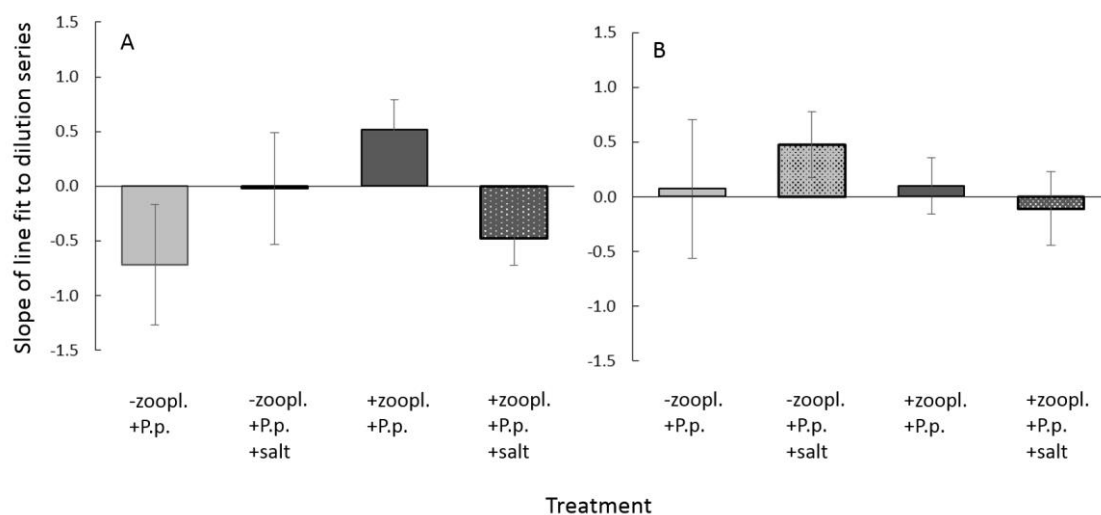 Slope of line fit to dilution series
A
1.5
1.0
0.5
0.0
-0.5
-1.0
-1.5
-zoopl.
+P.p.
-zoopl.
+P.p.
+salt
+zoopl.
+P.p.
+zoopl.
+P.p.
+salt
B
1.5
1.0
0.5
0.0
-0.5
-1.0
-1.5
-zoopl.
+P.p.
-zoopl.
+P.p.
+salt
+zoopl.
+P.p.
+zoopl.
+P.p.
+salt
Treatment